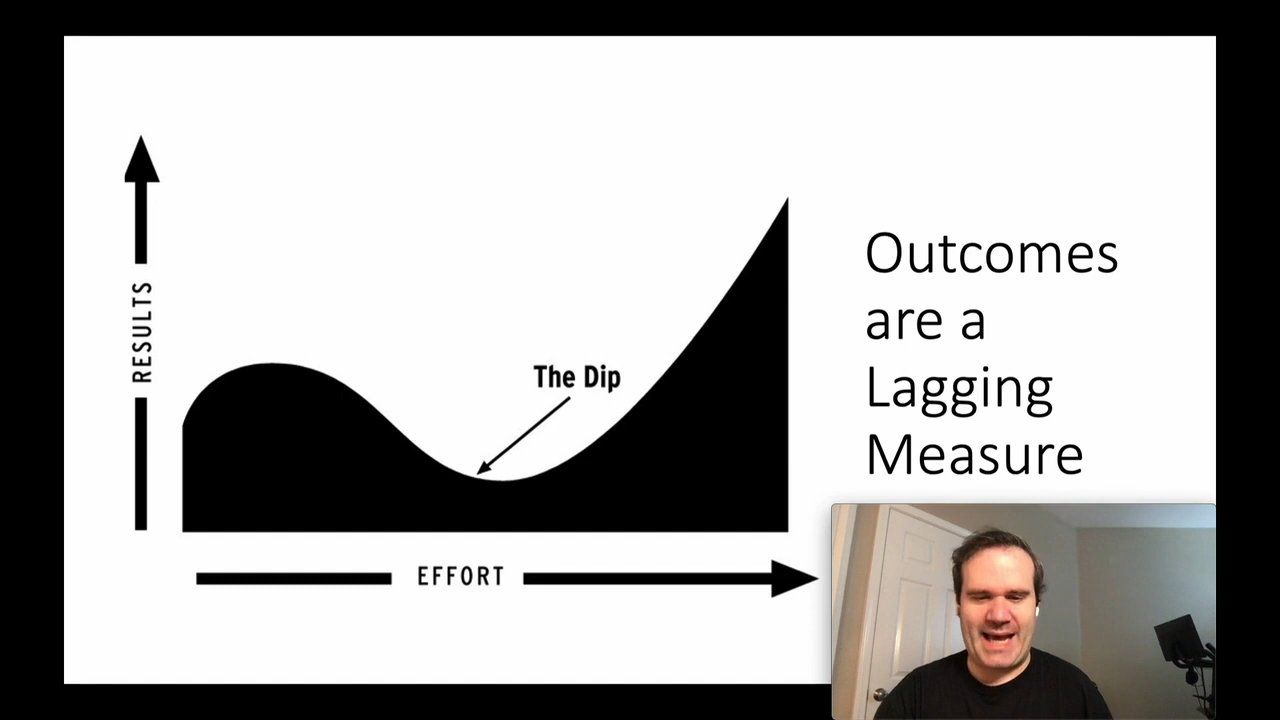 RESULTS
The Dip
EFFORT
Outcomes
are a
Lagging
Measure